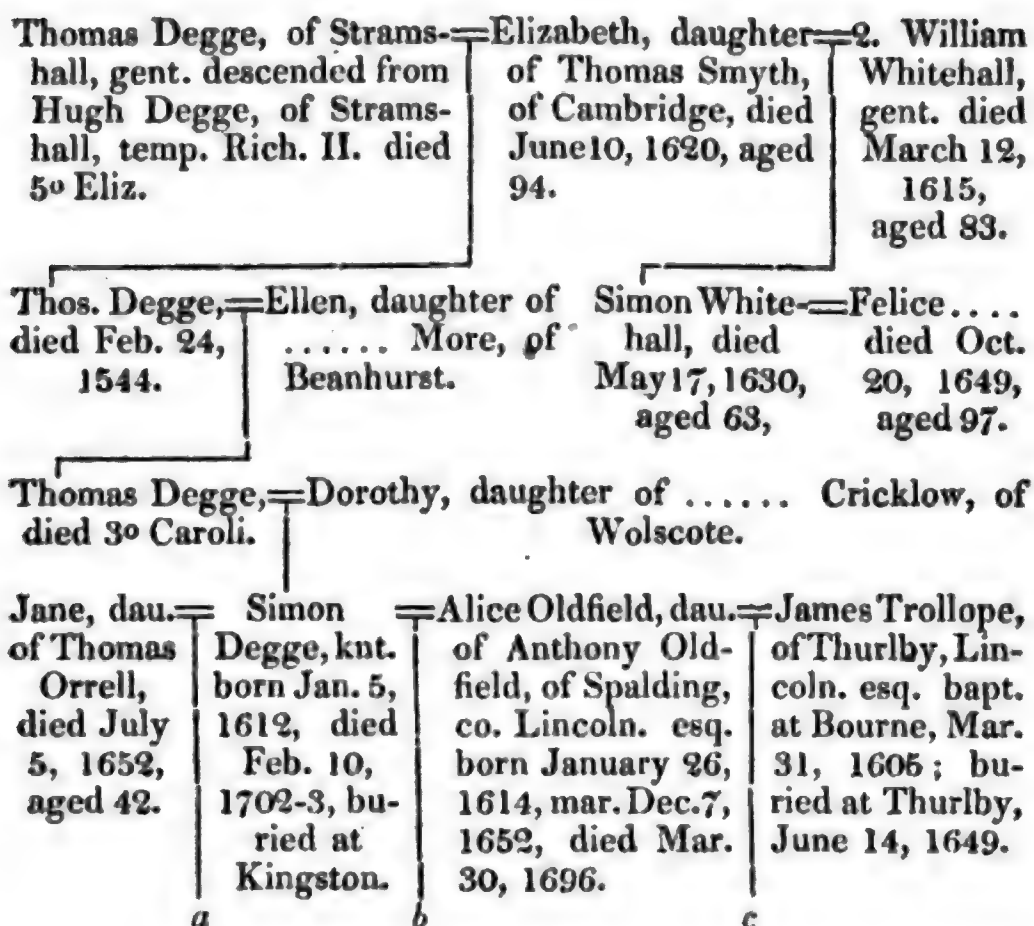 Thomas Degge, of Strams-
hall, gent. descended from
Hugh Degge, of Strams-
hall, temp. Rich. II. died
5o Eliz.
Elizabeth, daughter
of Thomas Smyth,
of Cambridge, died
June 10, 1620, aged
94.
2. William
Whitehall,
gent. died
March 12,
1615,
aged 83.
Thos. Degge,
died Feb. 24,
1544.
Ellen, daughter of
...... More, of
Beanhurst.
Simon White-
hall, died
May 17, 1630,
aged 63,
Felice....
died Oct.
20, 1649,
aged 97.
Thomas Degge,
died 3o Caroli.
Dorothy, daughter of ...... Cricklow, of
Wolscote.
Jane, dau.
of Thomas
Orrell,
died July
5, 1652,
aged 42.
Simon
Degge, knt.
born Jan. 5,
1612, died
Feb. 10,
1702-3, bu-
ried at
Kingston.
Alice Oldfield, dau.
of Anthony Old-
field, of Spalding,
co. Lincoln. esq.
born January 26,
1614, mar. Dec. 7,
1652, died Mar.
30, 1696.
James Trollope,
of Thurlby, Lin-
coln. esq. bapt.
at Bourne, Mar.
31, 1605; bu-
ried at Thurlby,
June 14, 1649.
a b c